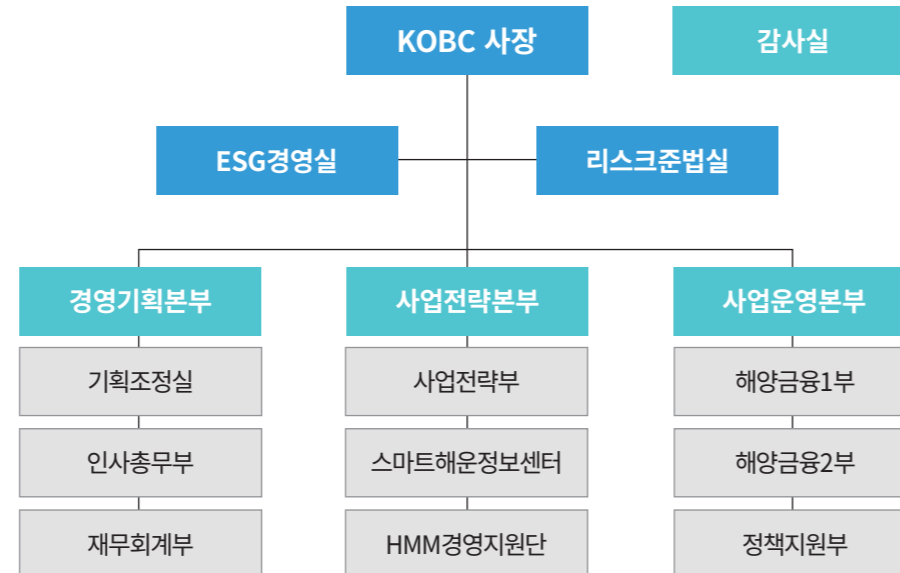 KOBC 사장
감사실
ESG경영실
리스크준법실
경영기획본부
사업전략본부
사업운영본부
기획조정실
사업전략부
해양금융1부
인사총무부
스마트해운정보센터
해양금융2부
재무회계부
HMM경영지원단
정책지원부